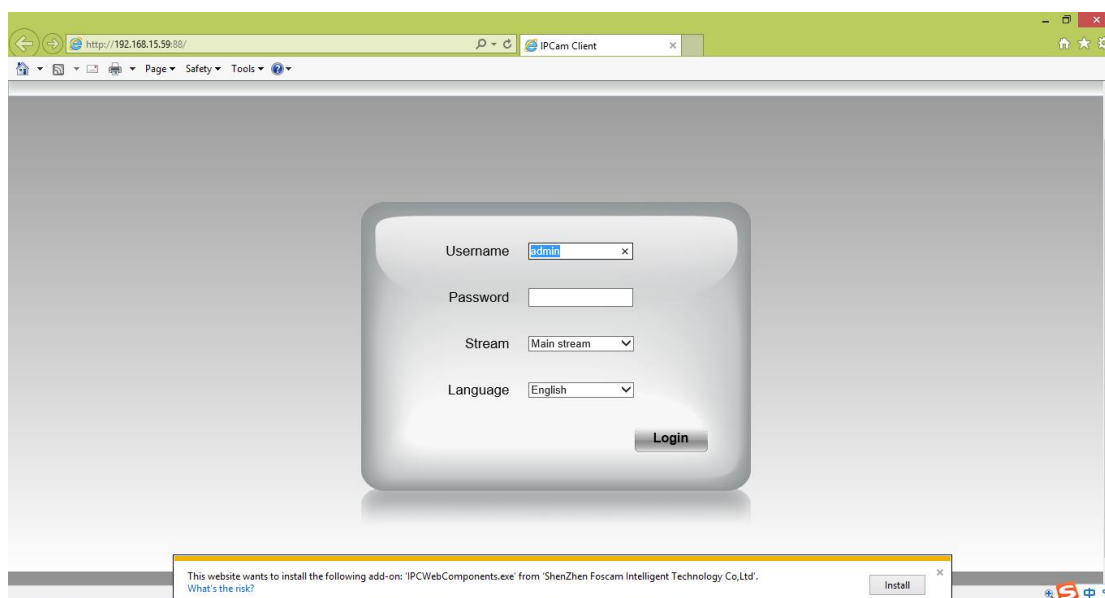 http://192.168.15.59:88/
IPCam Client
Page Safety Tools
Username admin
Password
Stream Main stream
Language English
Login
This website wants to install the following add-on: 'IPCWebComponents.exe' from 'ShenZhen Foscam Intelligent Technology Co,Ltd'.
What's the risk?
Install
中